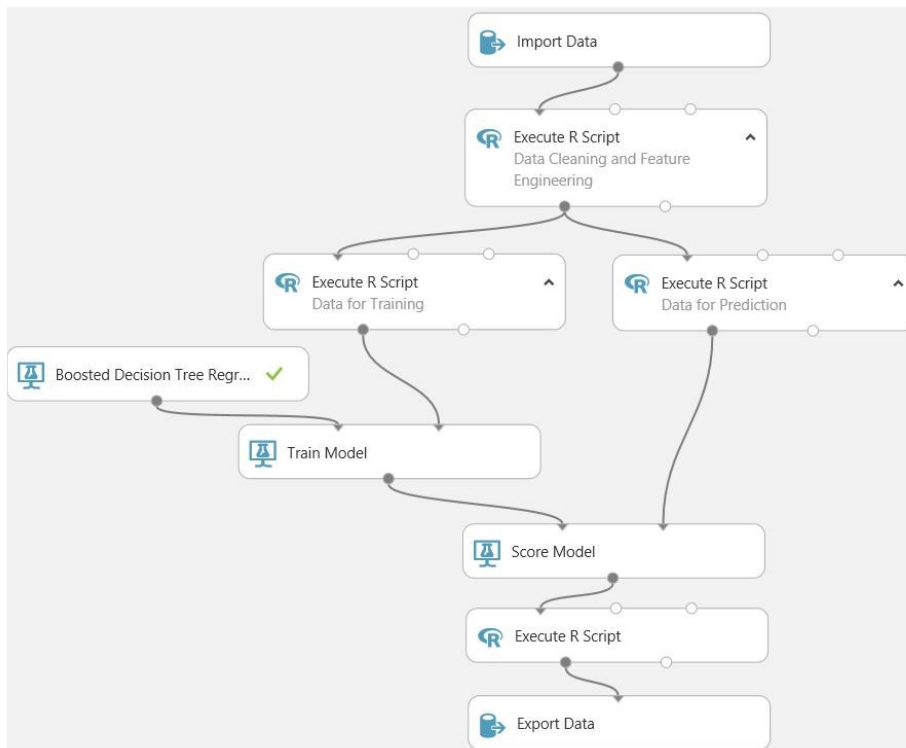 Import Data
Execute R Script
Data Cleaning and Feature
Engineering
Execute R Script
Data for Training
Execute R Script
Data for Prediction
Boosted Decision Tree Regr...
Train Model
Score Model
Execute R Script
Export Data